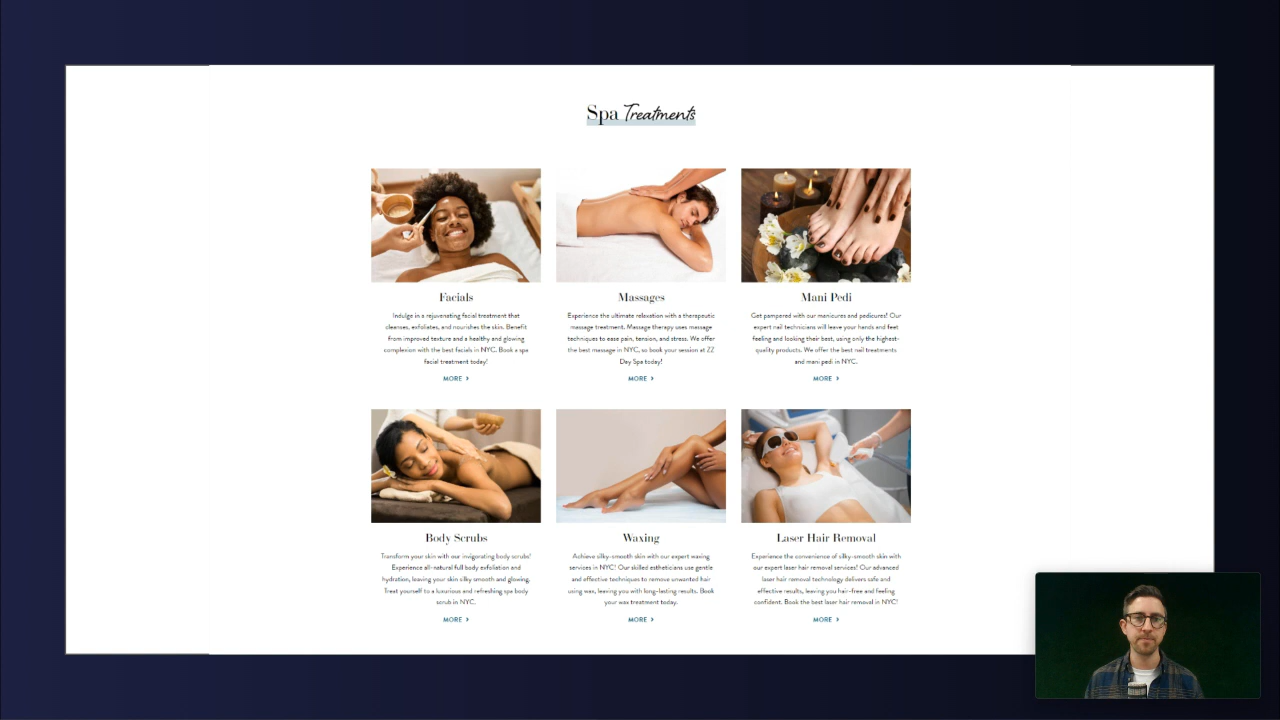 Spa Treatments
Facials
Indulge in a rejuvenating facial treatment that
cleanses, exfoliates, and nourishes the skin. Benefit
from improved texture and a healthy and glowing
complexion with the best facials in NYC. Book a spa
facial treatment today!
MORE
Massages
Experience the ultimate relaxation with a therapeutic
massage treatment. Massage therapy uses massage
techniques to ease pain, tension, and stress. We offer
the best massage in NYC, so book your session at ZZ
Day Spa today!
MORE
Mani Pedi
Get pampered with our manicures and pedicures! Our
expert nail technicians will leave your hands and feet
feeling and looking their best, using only the highest-
quality products. We offer the best nail treatments
and mani pedi in NYC.
MORE
Body Scrubs
Transform your skin with our invigorating body scrubs!
Experience all-natural full body exfoliation and
hydration, leaving your skin silky smooth and glowing.
Treat yourself to a luxurious and refreshing spa body
scrub in NYC.
MORE
Waxing
Achieve silky-smooth skin with our expert waxing
services in NYC! Our skilled estheticians use gentle
and effective techniques to remove unwanted hair
using wax, leaving you with long-lasting results. Book
your wax treatment today.
MORE
Laser Hair Removal
Experience the convenience of silky-smooth skin with
our expert laser hair removal services! Our advanced
laser hair removal technology delivers safe and
effective results, leaving you hair-free and feeling
confident. Book the best laser hair removal in NYC!
MORE